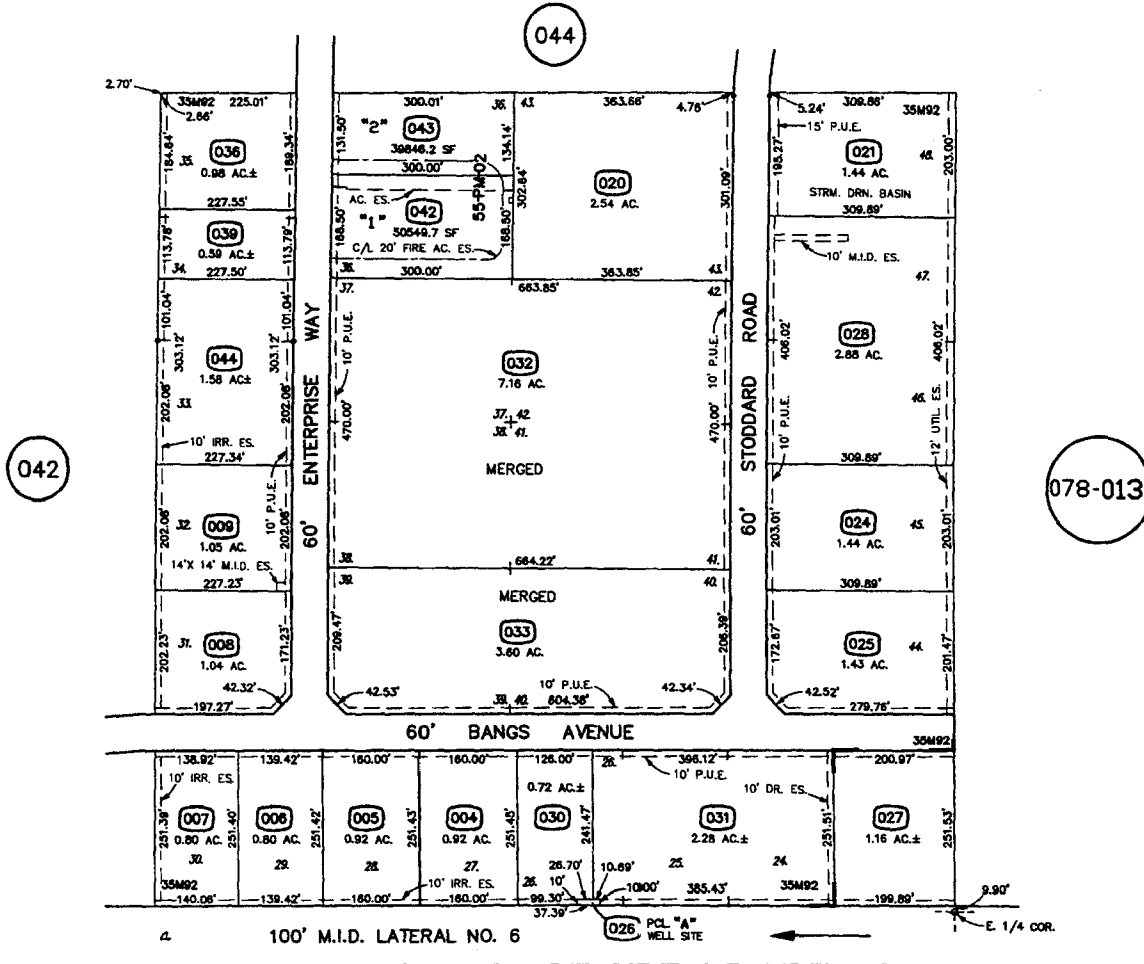 044
2.70'
35M92 225.01'
2.66'
35.
036
0.98 AC.±
184.84'
189.34'
227.55'
039
0.59 AC.±
113.78'
113.79'
34.
227.50'
101.04'
101.04'
303.12'
303.12'
044
1.58 AC±
33.
202.08'
202.08'
10' IRR. ES.
227.34'
32.
009
1.05 AC.
202.08'
202.08'
10' P.U.E.
14'X 14' M.I.D. ES.
227.23'
31.
008
1.04 AC.
202.23'
171.23'
42.32'
197.27'
042
60' ENTERPRISE WAY
300.01'
36.
"2"
043
39846.2 SF
131.50'
134.14'
300.00'
AC. ES.
"1"
042
50549.7 SF
168.50'
168.50'
55-PM-02
C/L 20' FIRE AC. ES.
36.
300.00'
43.
363.66'
4.76'
020
2.54 AC.
302.64'
301.09'
363.85'
43.
37.
663.85'
42.
10' P.U.E.
10' P.U.E.
032
7.16 AC.
470.00'
470.00'
37. 42.
38. 41.
MERGED
38.
664.22'
41.
39.
MERGED
40.
033
3.60 AC.
209.47'
206.39'
42.53'
39. 40.
10' P.U.E.
604.38'
42.34'
60' STODDARD ROAD
5.24'
309.86'
35M92
15' P.U.E.
021
1.44 AC.
48.
198.27'
203.00'
STRM. DRN. BASIN
309.89'
10' M.I.D. ES.
47.
028
2.88 AC.
406.02'
406.02'
46.
10' P.U.E.
12' UTIL ES.
309.89'
024
1.44 AC.
45.
203.01'
203.01'
309.89'
025
1.43 AC.
44.
172.67'
201.47'
42.52'
279.76'
078-013
60' BANGS AVENUE
35M92
138.92'
139.42'
160.00'
160.00'
126.00'
26.
396.12'
200.97'
10' IRR. ES.
0.72 AC.±
10' P.U.E.
10' DR. ES.
007
0.80 AC.
30.
006
0.80 AC.
29.
005
0.92 AC.
28.
004
0.92 AC.
27.
030
26.
031
2.28 AC.±
25.
24.
027
1.16 AC.±
251.39'
251.40'
251.42'
251.43'
251.45'
241.47'
251.51'
251.53'
35M92
10' IRR. ES.
26.70'
10.69'
10'
35M92
140.06'
139.42'
160.00'
160.00'
99.30'
385.43'
199.89'
37.39'
9.90'
E. 1/4 COR.
026
PCL "A"
WELL SITE
100' M.I.D. LATERAL NO. 6